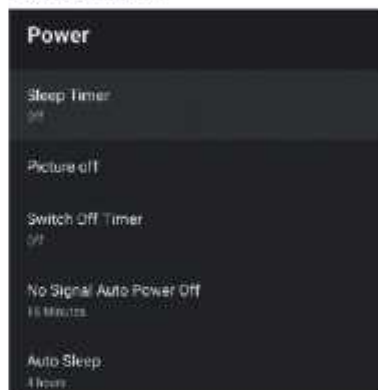 Power
Sleep Timer
Off
Picture off
Switch Off Timer
Off
No Signal Auto Power Off
15 Minutes
Auto Sleep
4 hours